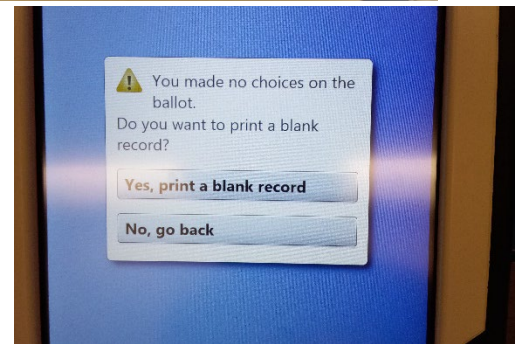 You made no choices on the
ballot.
Do you want to print a blank
record?
Yes, print a blank record
No, go back